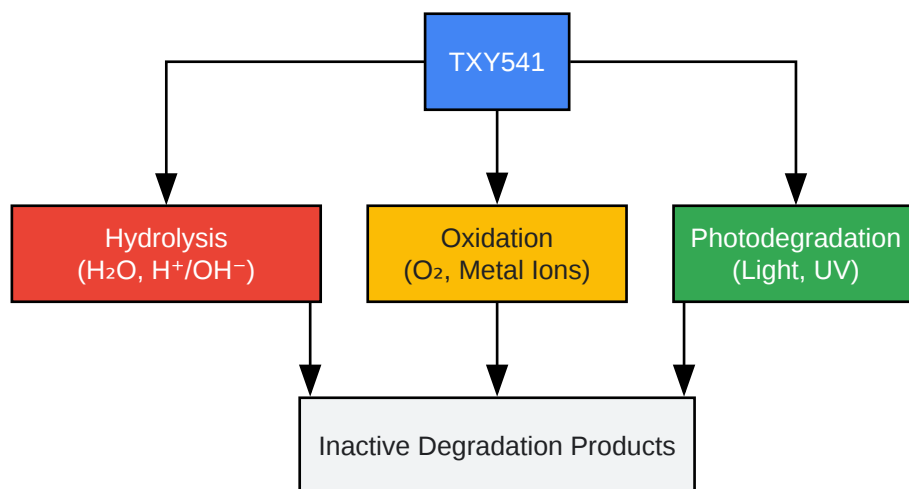 TXY541
Hydrolysis
(H₂O, H⁺/OH⁻)
Oxidation
(O₂, Metal Ions)
Photodegradation
(Light, UV)
Inactive Degradation Products